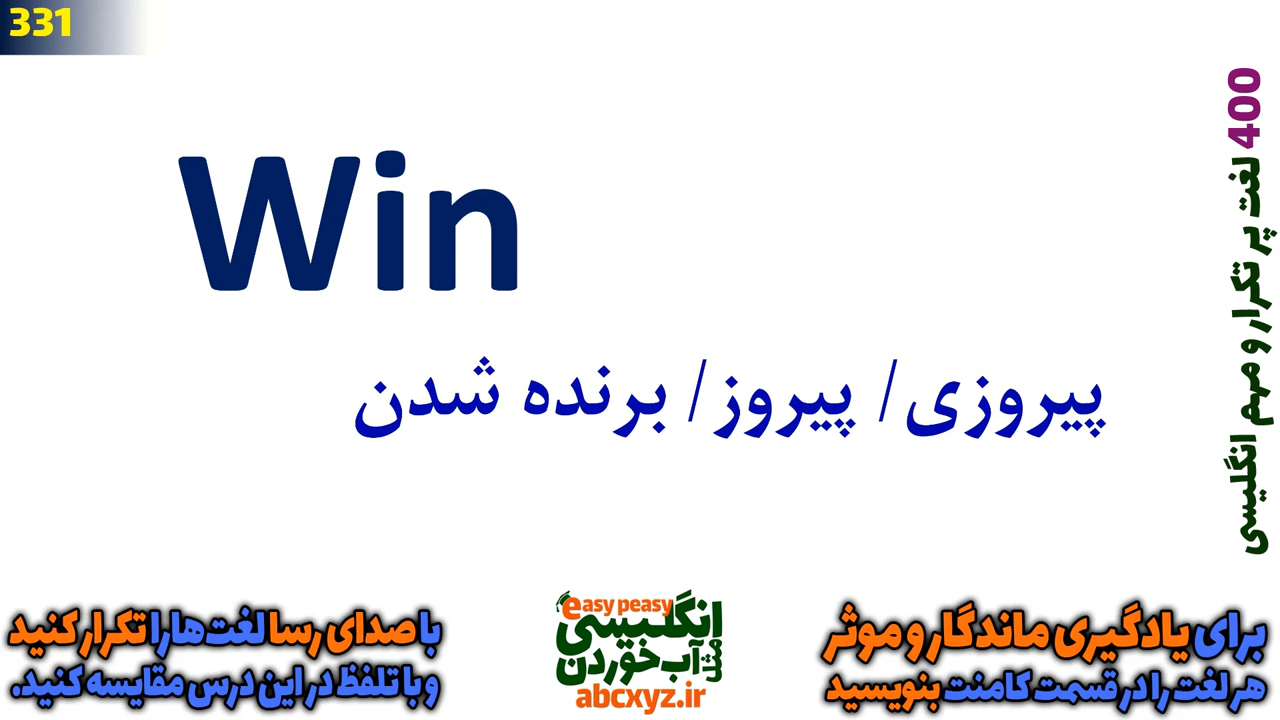 331
Win
پیروزی/ پیروز/ برنده شدن
400 لغت پر تکرار و مهم انگلیسی
برای یادگیری ماندگار و موثر
هر لغت را در قسمت کامنت بنویسید
easy peasy
انگلیسی
مثل آب خوردن
abcxyz.ir
با صدای رسا لغت‌ها را تکرار کنید
و با تلفظ در این درس مقایسه کنید.